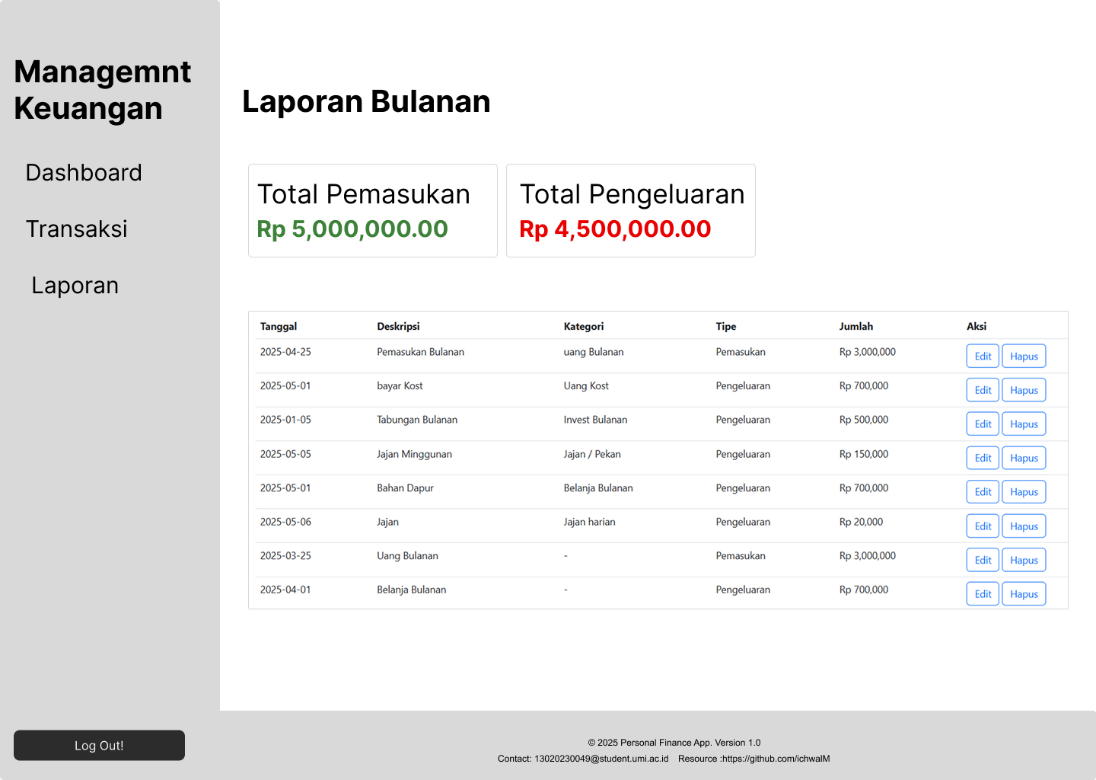 Managemnt
Keuangan
Dashboard
Transaksi
Laporan
Log Out!
Laporan Bulanan
Total Pemasukan
Rp 5,000,000.00
Total Pengeluaran
Rp 4,500,000.00
Tanggal Deskripsi Kategori Tipe Jumlah Aksi
2025-04-25 Pemasukan Bulanan uang Bulanan Pemasukan Rp 3,000,000 Edit Hapus
2025-05-01 bayar Kost Uang Kost Pengeluaran Rp 700,000 Edit Hapus
2025-01-05 Tabungan Bulanan Invest Bulanan Pengeluaran Rp 500,000 Edit Hapus
2025-05-05 Jajan Minggunan Jajan / Pekan Pengeluaran Rp 150,000 Edit Hapus
2025-05-01 Bahan Dapur Belanja Bulanan Pengeluaran Rp 700,000 Edit Hapus
2025-05-06 Jajan Jajan harian Pengeluaran Rp 20,000 Edit Hapus
2025-03-25 Uang Bulanan - Pemasukan Rp 3,000,000 Edit Hapus
2025-04-01 Belanja Bulanan - Pengeluaran Rp 700,000 Edit Hapus
© 2025 Personal Finance App. Version 1.0
Contact: 13020230049@student.umi.ac.id Resource :https://github.com/ichwalM